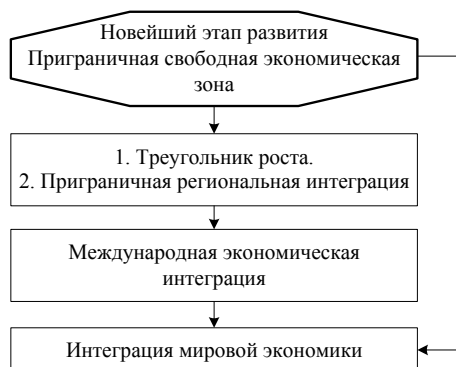 Новейший этап развития
Приграничная свободная экономическая
зона
1. Треугольник роста.
2. Приграничная региональная интеграция
Международная экономическая
интеграция
Интеграция мировой экономики